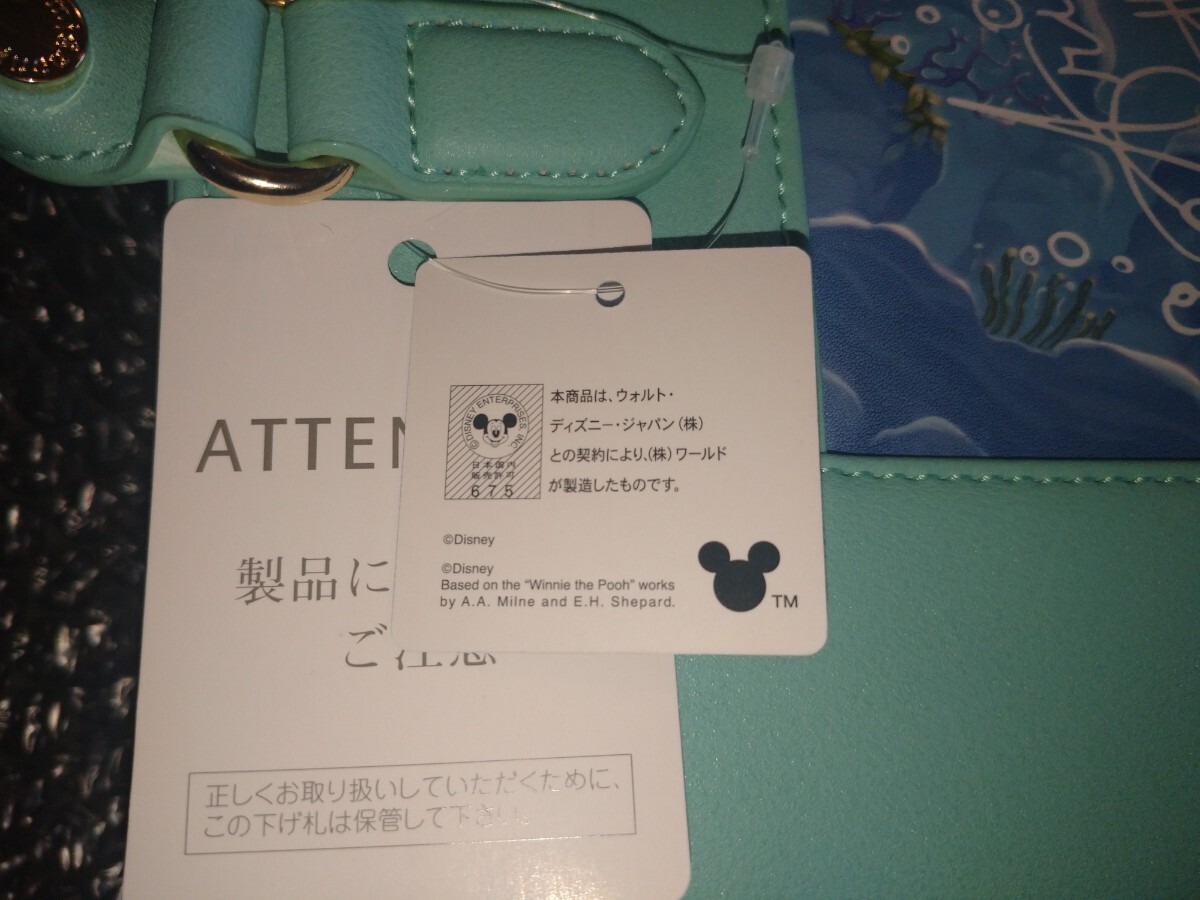 ATTEN
製品に
ご注意
正しくお取り扱いしていただくために、
この下げ札は保管して下さい。
©DISNEY ENTERPRISES, INC
日本国内
販売許可
675
本商品は、ウォルト・
ディズニー・ジャパン(株)
との契約により、(株)ワールド
が製造したものです。
©Disney
©Disney
Based on the “Winnie the Pooh” works
by A.A. Milne and E.H. Shepard.
TM